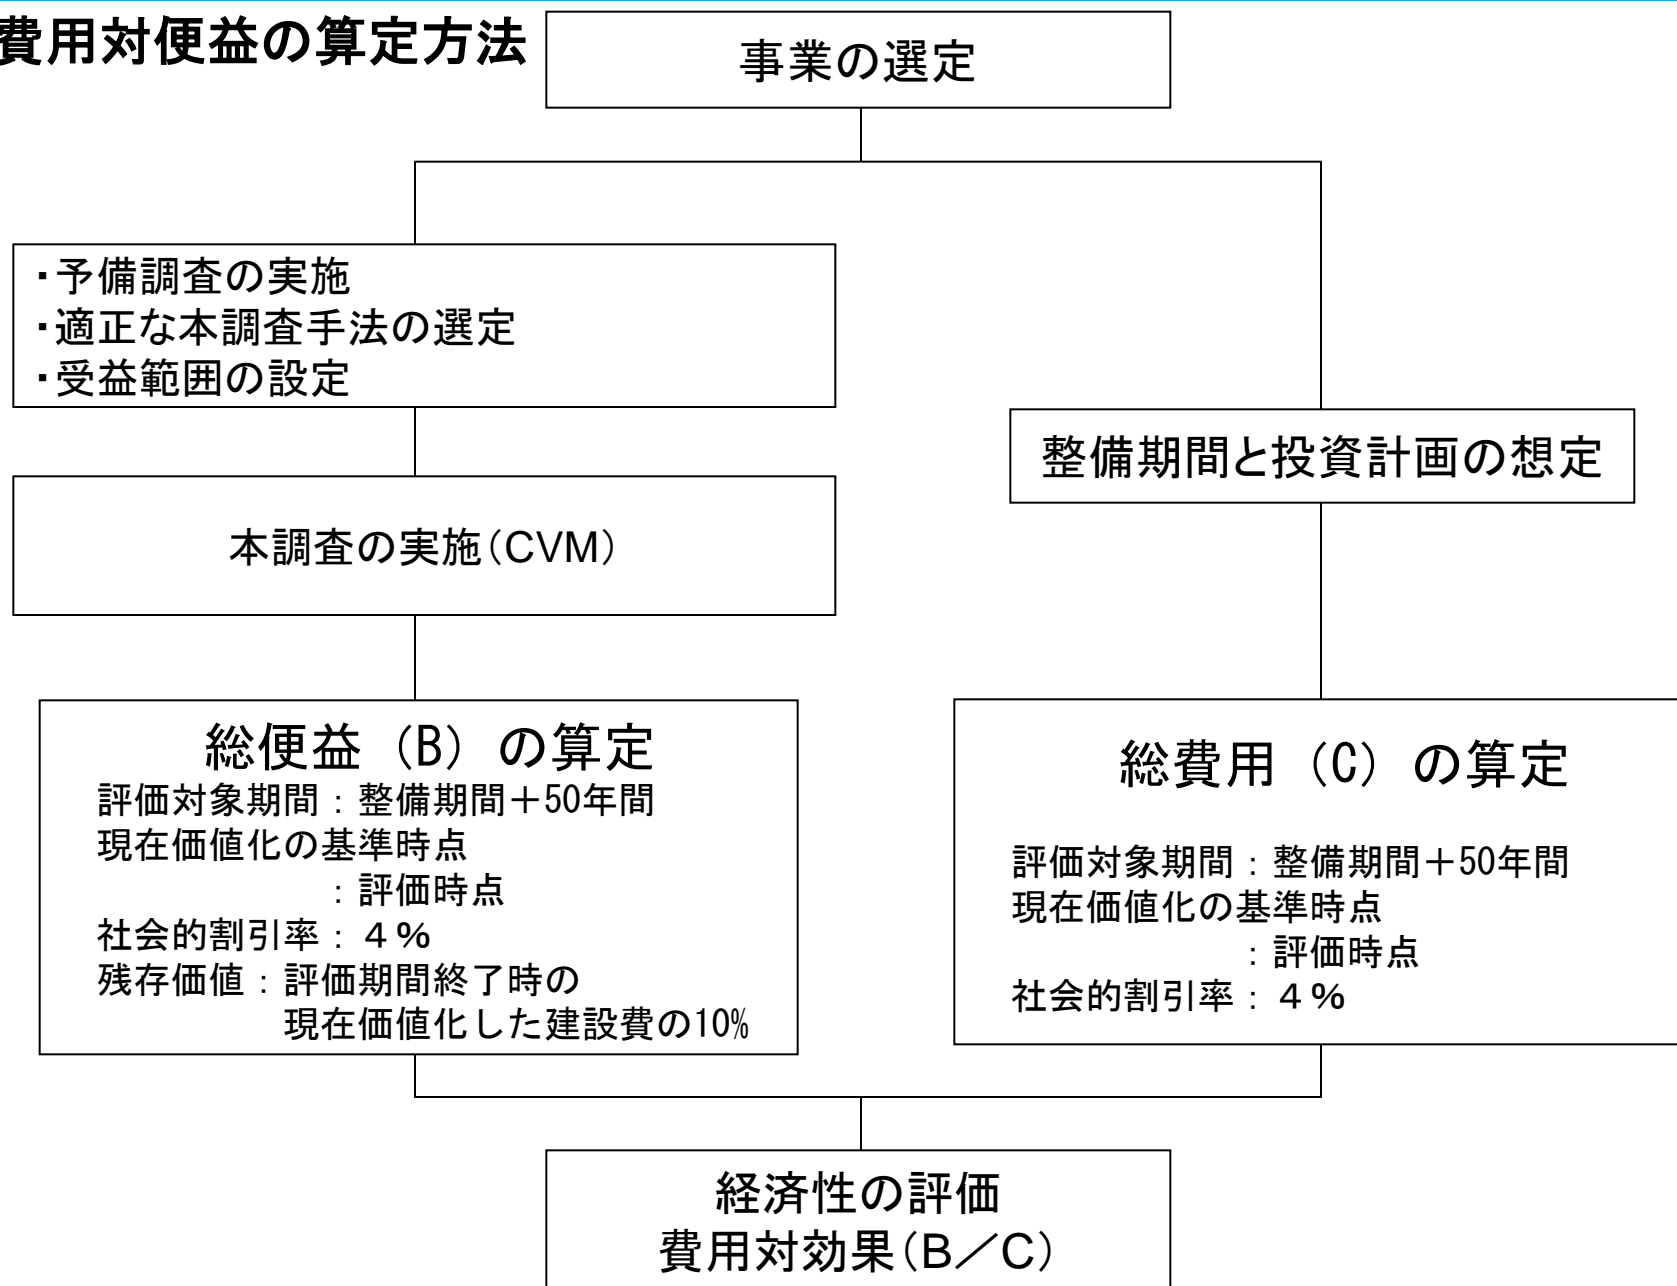 費用対便益の算定方法
事業の選定
・予備調査の実施
・適正な本調査手法の選定
・受益範囲の設定
整備期間と投資計画の想定
本調査の実施（CVM）
総便益（B）の算定
評価対象期間：整備期間＋50年間
現在価値化の基準時点
：評価時点
社会的割引率：４％
残存価値：評価期間終了時の
現在価値化した建設費の10%
総費用（C）の算定
評価対象期間：整備期間＋50年間
現在価値化の基準時点
：評価時点
社会的割引率：４％
経済性の評価
費用対効果（B／C）